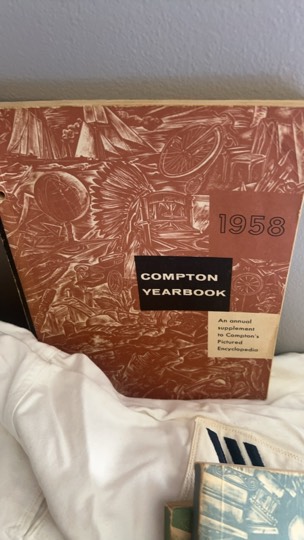 1958
COMPTON
YEARBOOK
An annual
supplement
to Compton's
Pictured
Encyclopedia